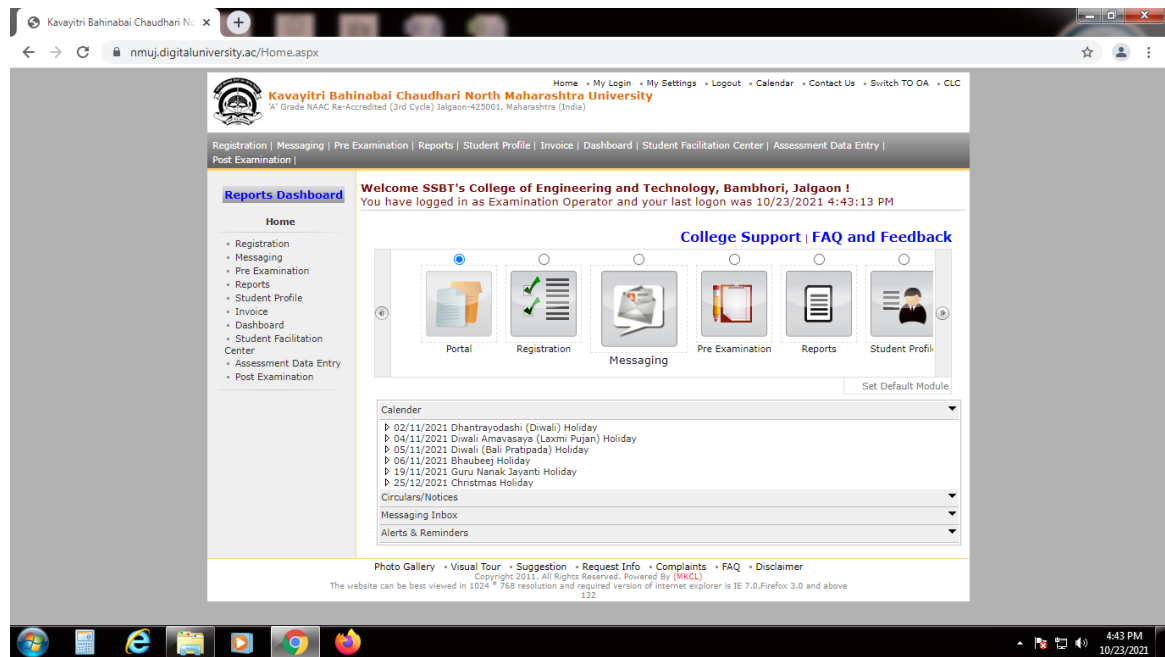 Kavayitri Bahinabai Chaudhari No
nmuj.digitaluniversity.ac/Home.aspx
Home • My Login • My Settings • Logout • Calendar • Contact Us • Switch TO OA • CLC
Kavayitri Bahinabai Chaudhari North Maharashtra University
'A' Grade NAAC Re-Accredited (3rd Cycle) Jalgaon-425001, Maharashtra (India)
Registration | Messaging | Pre Examination | Reports | Student Profile | Invoice | Dashboard | Student Facilitation Center | Assessment Data Entry |
Post Examination |
Reports Dashboard
Home
Registration
Messaging
Pre Examination
Reports
Student Profile
Invoice
Dashboard
Student Facilitation
Center
Assessment Data Entry
Post Examination
Welcome SSBT's College of Engineering and Technology, Bambhori, Jalgaon !
You have logged in as Examination Operator and your last logon was 10/23/2021 4:43:13 PM
College Support | FAQ and Feedback
Portal Registration Messaging Pre Examination Reports Student Profil
Set Default Module
Calender
02/11/2021 Dhantrayodashi (Diwali) Holiday
04/11/2021 Diwali Amavasaya (Laxmi Pujan) Holiday
05/11/2021 Diwali (Bali Pratipada) Holiday
06/11/2021 Bhaubeej Holiday
19/11/2021 Guru Nanak Jayanti Holiday
25/12/2021 Christmas Holiday
Circulars/Notices
Messaging Inbox
Alerts & Reminders
Photo Gallery • Visual Tour • Suggestion • Request Info • Complaints • FAQ • Disclaimer
Copyright 2011. All Rights Reserved. Powered By (MKCL)
The website can be best viewed in 1024 * 768 resolution and required version of internet explorer is IE 7.0,Firefox 3.0 and above
132
4:43 PM
10/23/2021